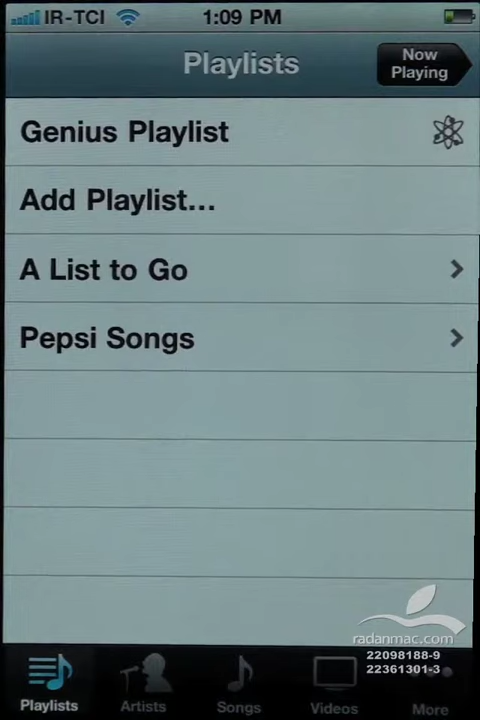 IR-TCI 1:09 PM
Playlists
Now
Playing
Genius Playlist
Add Playlist...
A List to Go
Pepsi Songs
radanmac.com
22098188-9
22361301-3
Playlists Artists Songs Videos More